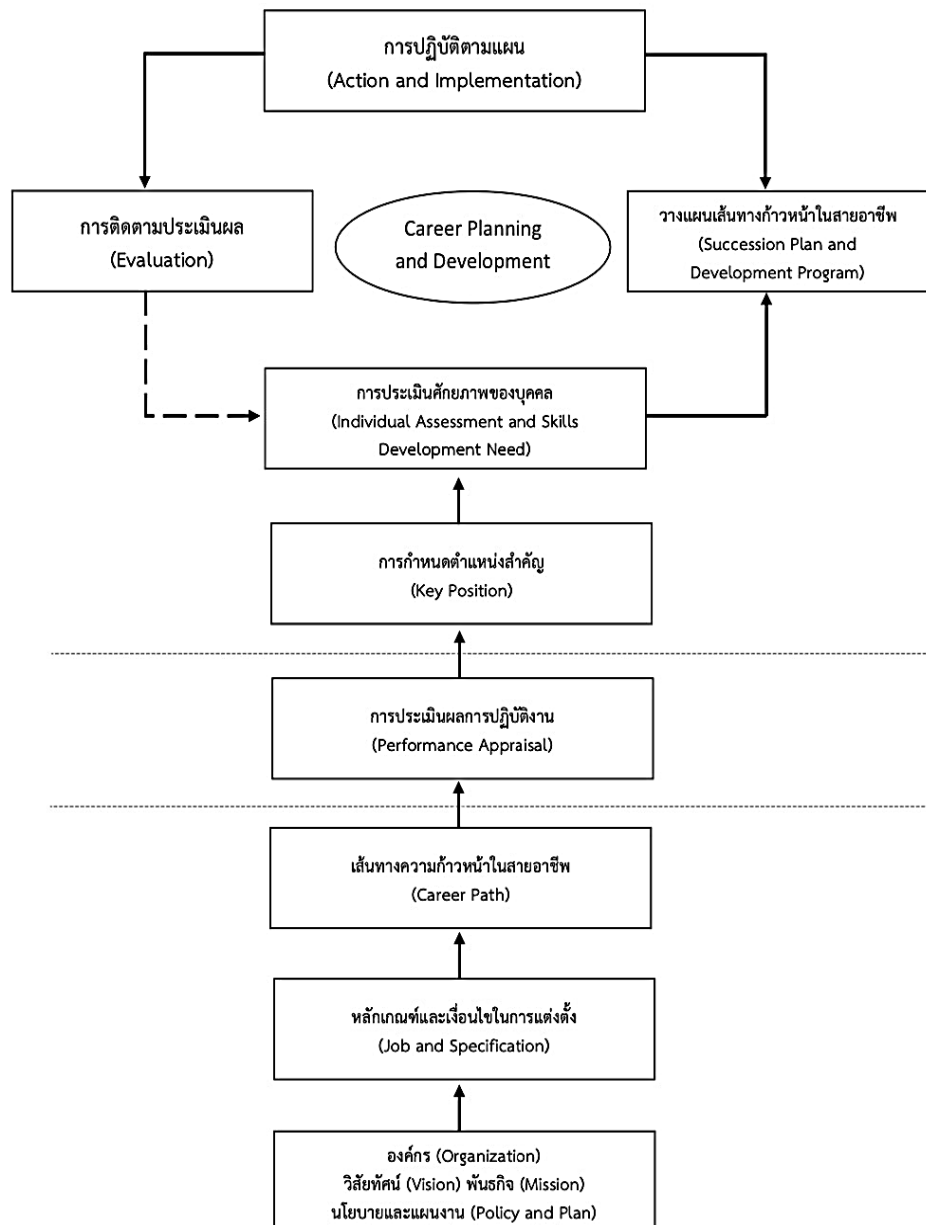 การปฏิบัติตามแผน
(Action and Implementation)
การติดตามประเมินผล
(Evaluation)
Career Planning
and Development
วางแผนเส้นทางก้าวหน้าในสายอาชีพ
(Succession Plan and
Development Program)
การประเมินศักยภาพของบุคคล
(Individual Assessment and Skills
Development Need)
การกำหนดตำแหน่งสำคัญ
(Key Position)
การประเมินผลการปฏิบัติงาน
(Performance Appraisal)
เส้นทางความก้าวหน้าในสายอาชีพ
(Career Path)
หลักเกณฑ์และเงื่อนไขในการแต่งตั้ง
(Job and Specification)
องค์กร (Organization)
วิสัยทัศน์ (Vision) พันธกิจ (Mission)
นโยบายและแผนงาน (Policy and Plan)